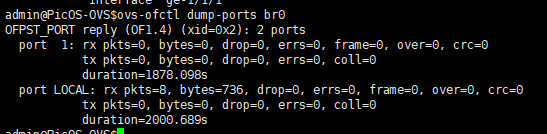 interface "ge-1/1/1"
admin@PicOS-OVS$ovs-ofctl dump-ports br0
OFPST_PORT reply (OF1.4) (xid=0x2): 2 ports
port 1: rx pkts=0, bytes=0, drop=0, errs=0, frame=0, over=0, crc=0
tx pkts=0, bytes=0, drop=0, errs=0, coll=0
duration=1878.098s
port LOCAL: rx pkts=8, bytes=736, drop=0, errs=0, frame=0, over=0, crc=0
tx pkts=0, bytes=0, drop=0, errs=0, coll=0
duration=2000.689s
admin@PicOS-OVS$